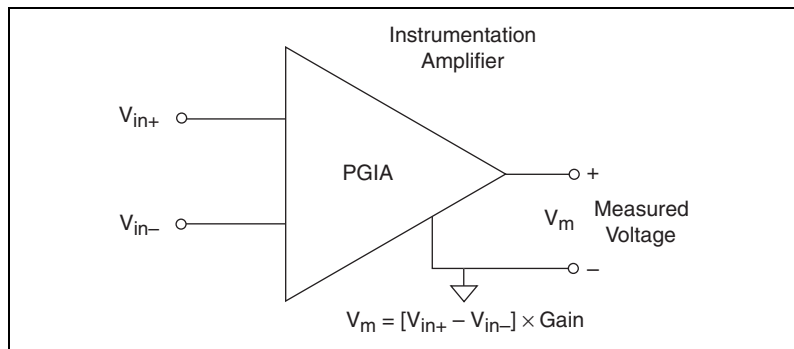 Instrumentation
Amplifier
Vin+
PGIA
+
Vm
Measured
Voltage
Vin–
–
Vm = [Vin+ – Vin–] × Gain